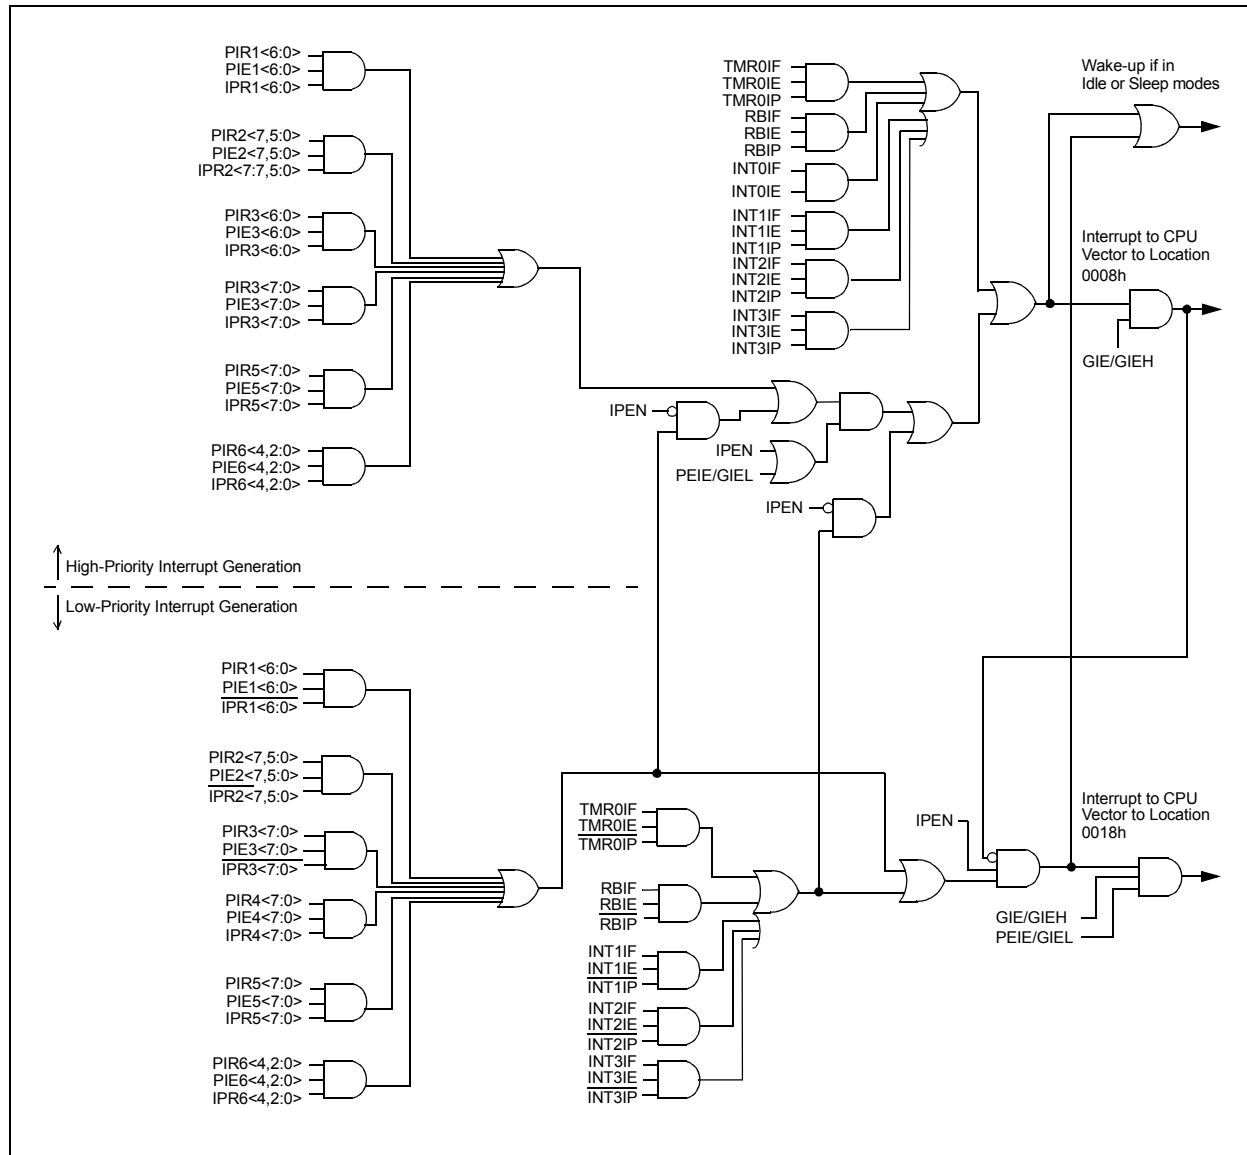 PIR1<6:0>
PIE1<6:0>
IPR1<6:0>
PIR2<7,5:0>
PIE2<7,5:0>
IPR2<7:7,5:0>
PIR3<6:0>
PIE3<6:0>
IPR3<6:0>
PIR3<7:0>
PIE3<7:0>
IPR3<7:0>
PIR5<7:0>
PIE5<7:0>
IPR5<7:0>
PIR6<4,2:0>
PIE6<4,2:0>
IPR6<4,2:0>
TMR0IF
TMR0IE
TMR0IP
RBIF
RBIE
RBIP
INT0IF
INT0IE
INT1IF
INT1IE
INT1IP
INT2IF
INT2IE
INT2IP
INT3IF
INT3IE
INT3IP
Wake-up if in
Idle or Sleep modes
Interrupt to CPU
Vector to Location
0008h
GIE/GIEH
IPEN
IPEN
PEIE/GIEL
IPEN
High-Priority Interrupt Generation
Low-Priority Interrupt Generation
PIR1<6:0>
PIE1<6:0>
IPR1<6:0>
PIR2<7,5:0>
PIE2<7,5:0>
IPR2<7,5:0>
PIR3<7:0>
PIE3<7:0>
IPR3<7:0>
PIR4<7:0>
PIE4<7:0>
IPR4<7:0>
PIR5<7:0>
PIE5<7:0>
IPR5<7:0>
PIR6<4,2:0>
PIE6<4,2:0>
IPR6<4,2:0>
TMR0IF
TMR0IE
TMR0IP
RBIF
RBIE
RBIP
INT1IF
INT1IE
INT1IP
INT2IF
INT2IE
INT2IP
INT3IF
INT3IE
INT3IP
IPEN
Interrupt to CPU
Vector to Location
0018h
GIE/GIEH
PEIE/GIEL